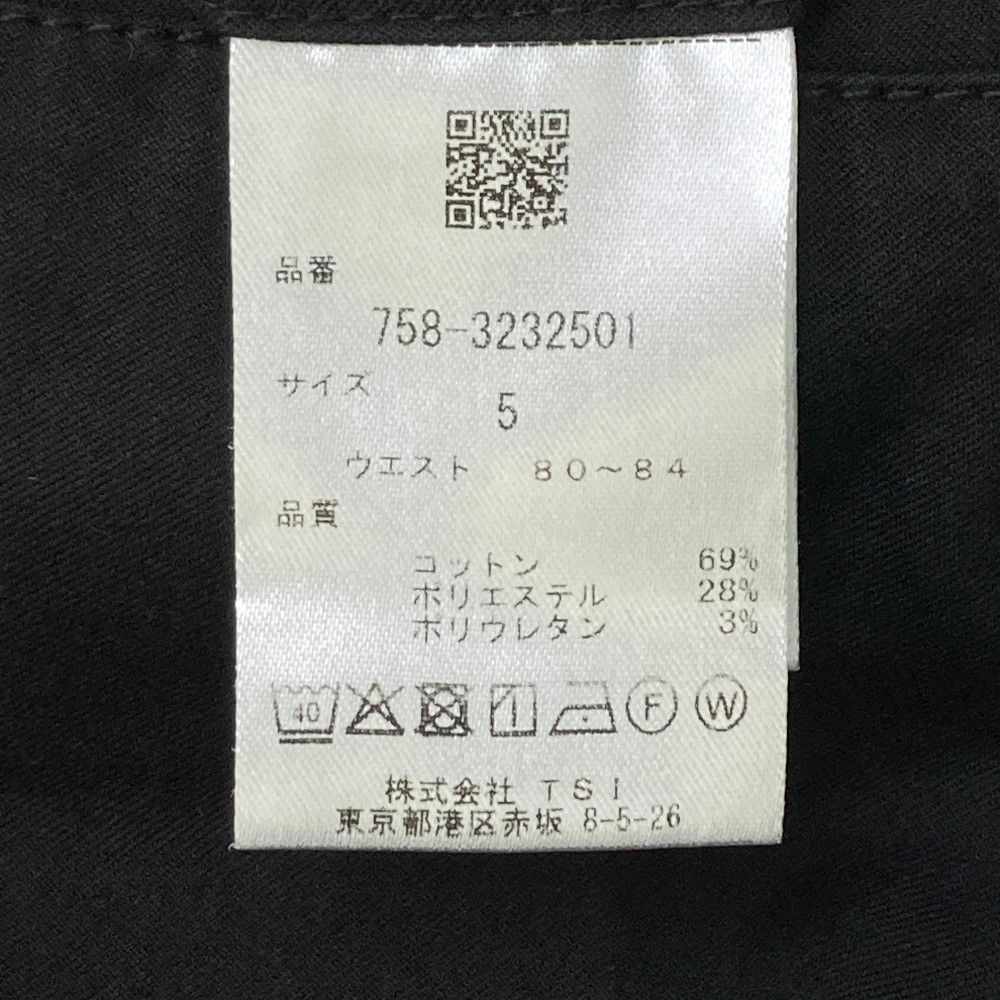 品番
758-3232501
サイズ
5
ウエスト 80～84
品質
コットン 69%
ポリエステル 28%
ポリウレタン 3%
40 F W
株式会社 TSI
東京都港区赤坂 8-5-26